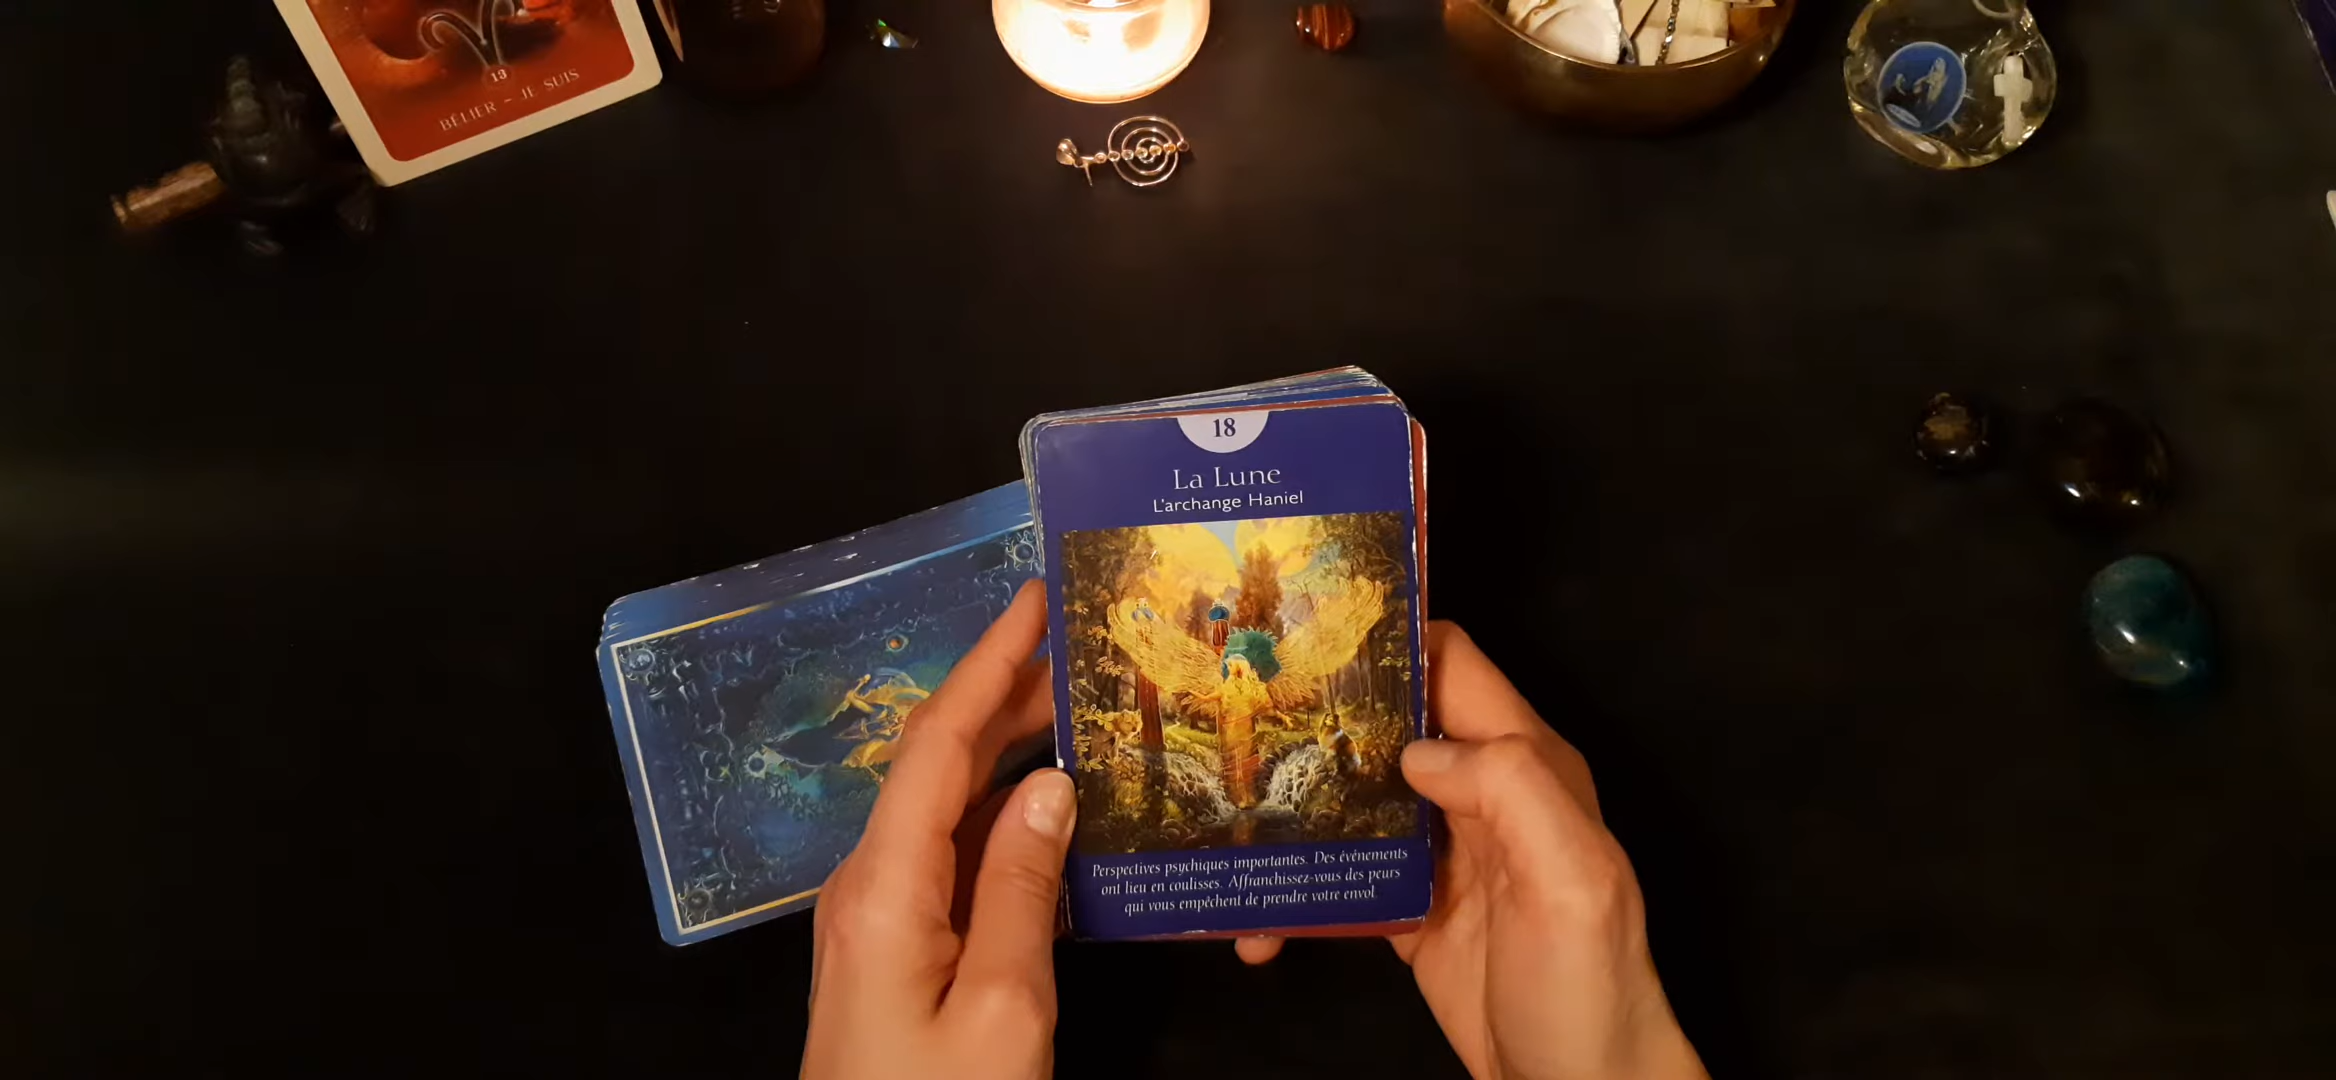 13
BÉLIER – JE SUIS
18
La Lune
L'archange Haniel
Perspectives psychiques importantes. Des événements
ont lieu en coulisses. Affranchissez-vous des peurs
qui vous empêchent de prendre votre envol.